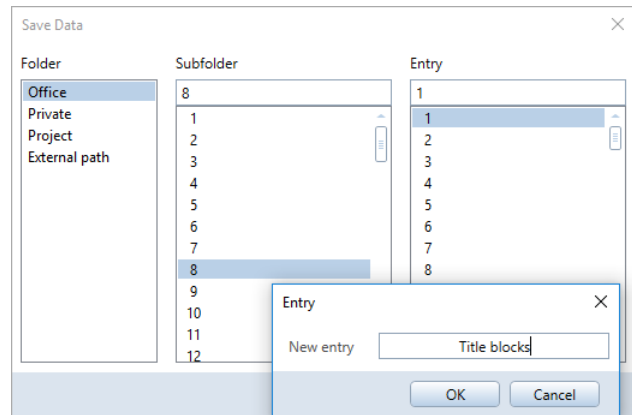 Save Data
Folder
Subfolder
Entry
8
1
Office
Private
Project
External path
1
2
3
4
5
6
7
8
9
10
11
12
1
2
3
4
5
6
7
8
Entry
New entry
Title blocks
OK
Cancel